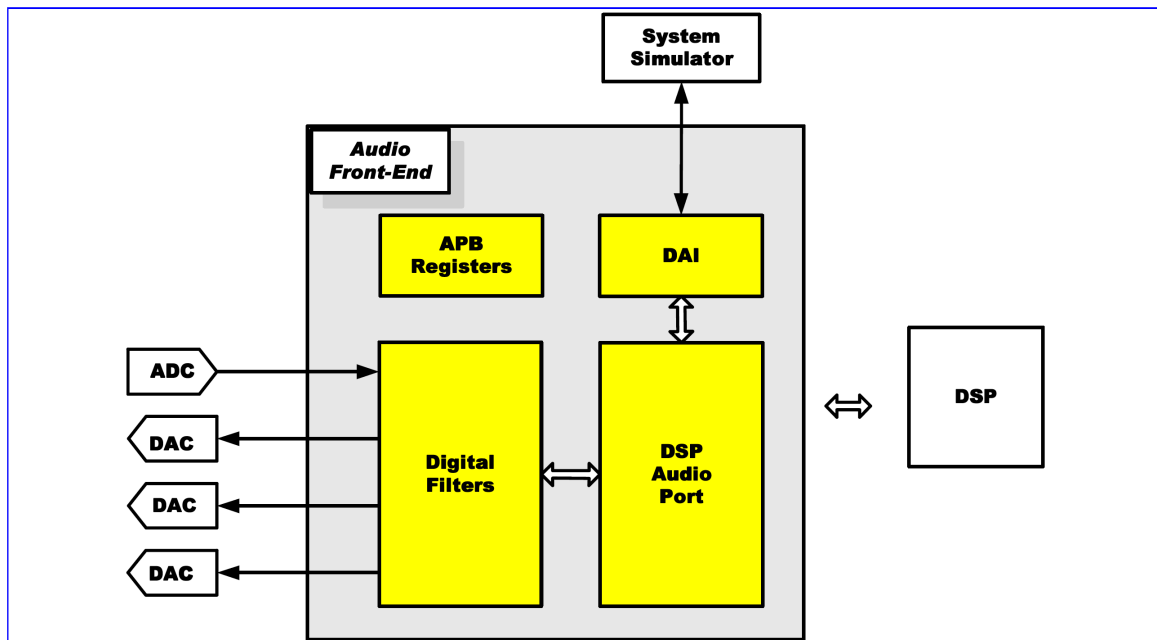 System
Simulator
Audio
Front-End
APB
Registers
DAI
ADC
DAC
DAC
DAC
Digital
Filters
DSP
Audio
Port
DSP